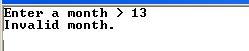 Enter a month > 13
Invalid month.